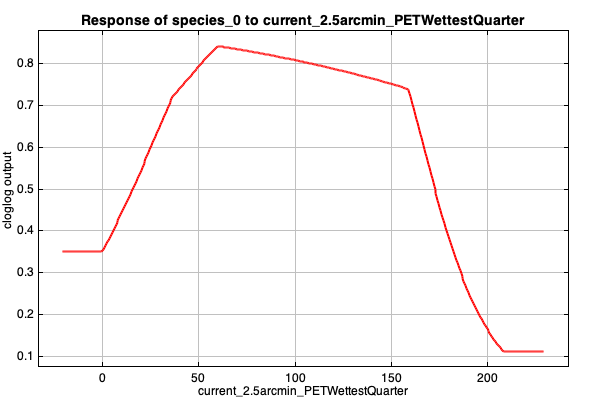 Response of species_0 to current_2.5arcmin_PETWettestQuarter
0.8
0.7
0.6
0.5
0.4
0.3
0.2
0.1
cloglog output
0 50 100 150 200
current_2.5arcmin_PETWettestQuarter